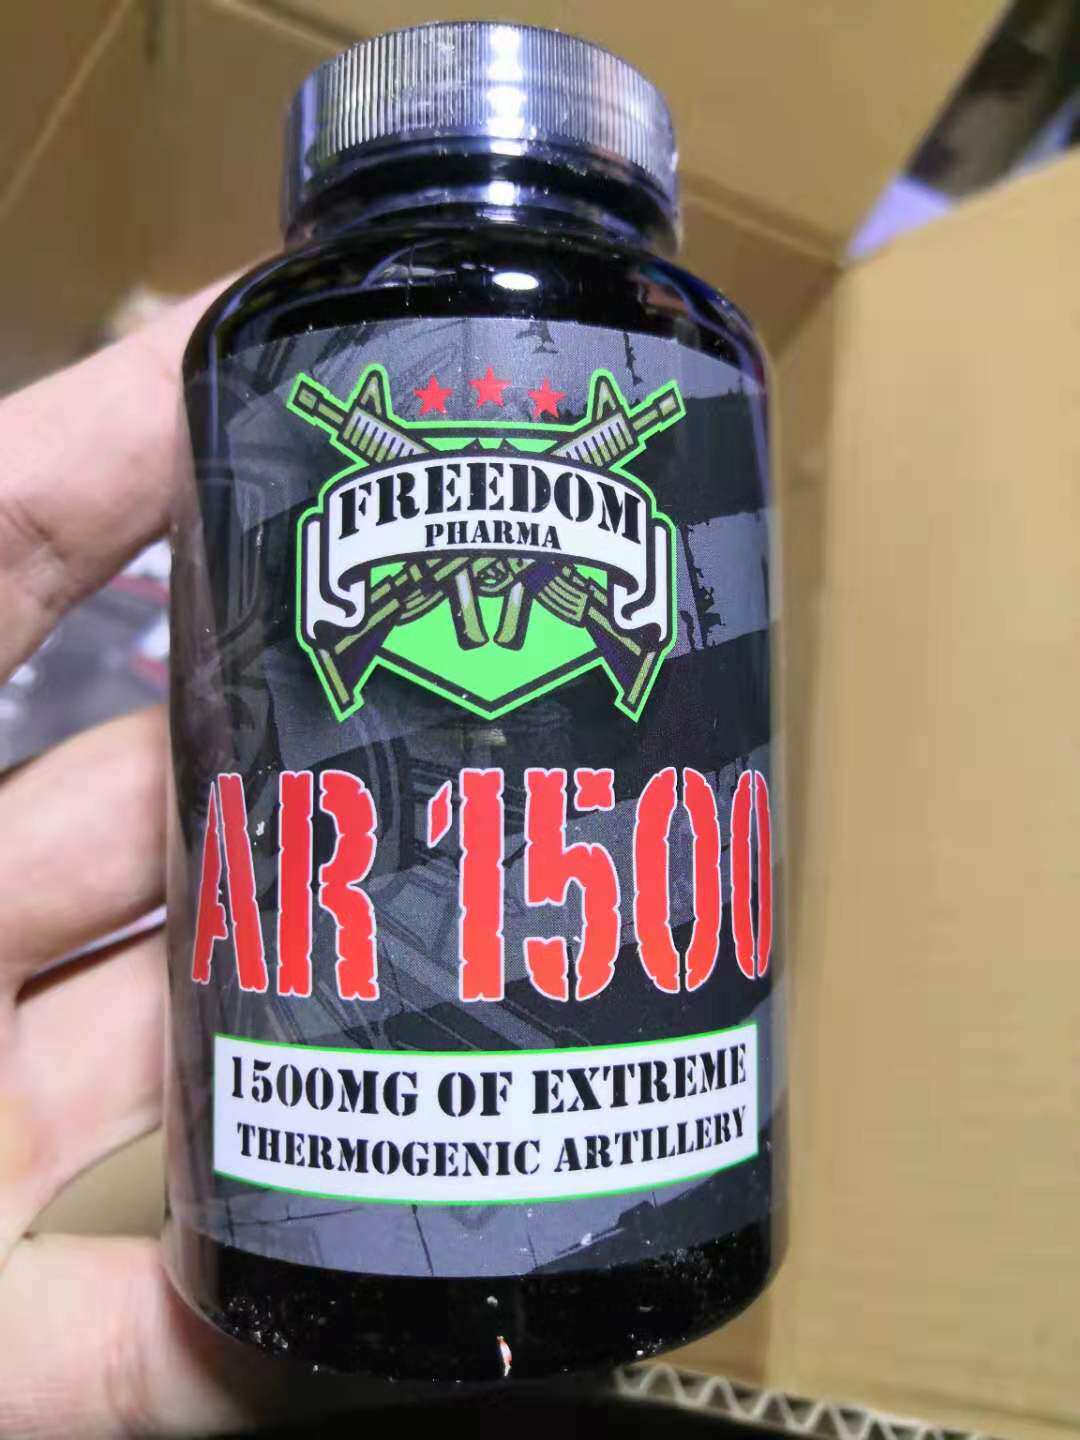 FREEDOM
PHARMA
AR 1500
1500MG OF EXTREME
THERMOGENIC ARTILLERY